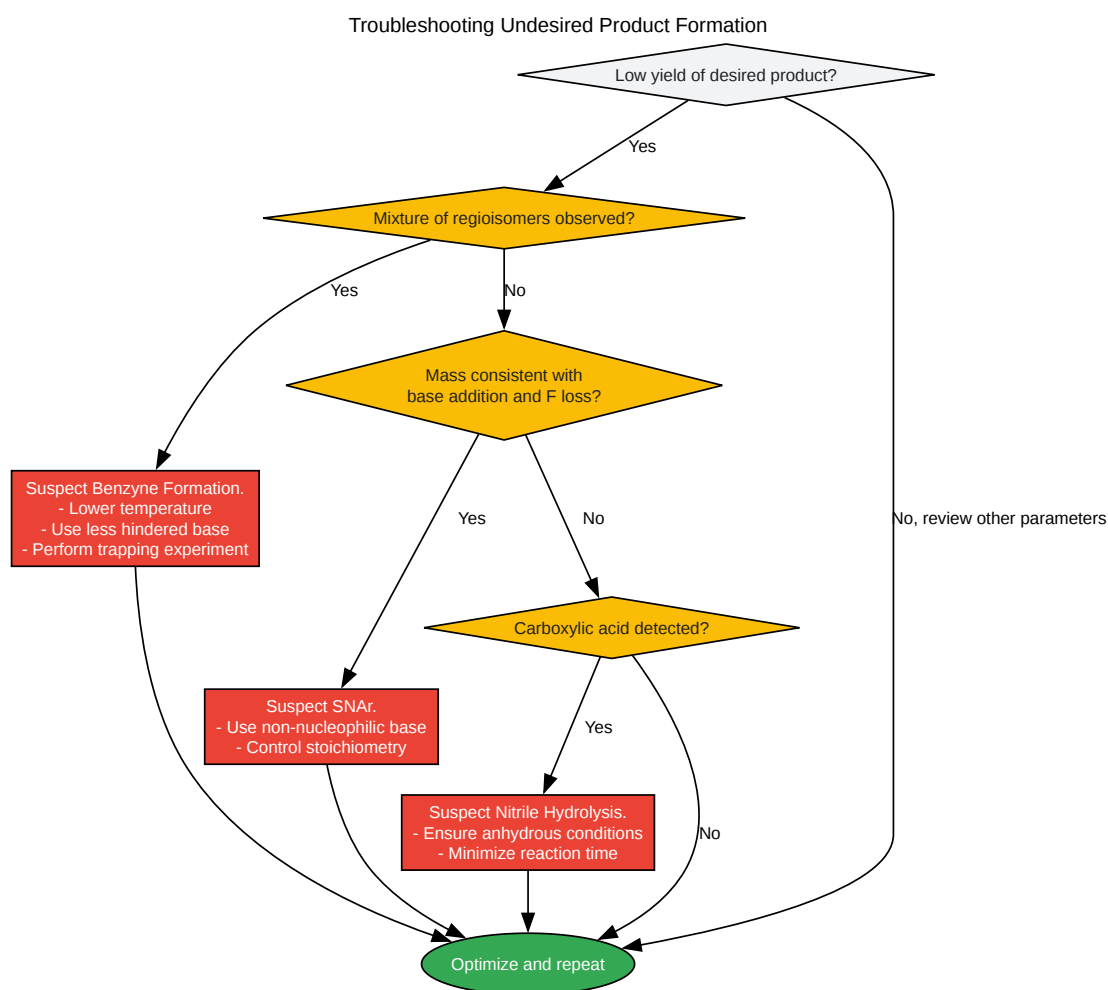 Troubleshooting Undesired Product Formation
Low yield of desired product?
Yes
Mixture of regioisomers observed?
Yes
No
Mass consistent with
base addition and F loss?
Suspect Benzyne Formation.
- Lower temperature
- Use less hindered base
- Perform trapping experiment
Yes
No
No, review other parameters
Carboxylic acid detected?
Suspect SNAr.
- Use non-nucleophilic base
- Control stoichiometry
Yes
Suspect Nitrile Hydrolysis.
- Ensure anhydrous conditions
- Minimize reaction time
No
Optimize and repeat